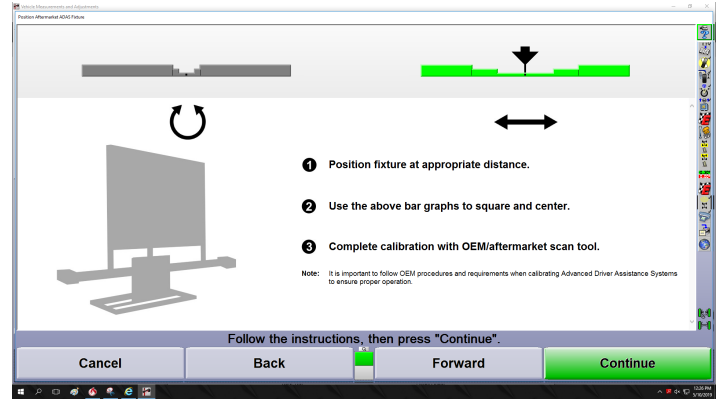 Vehicle Measurements and Adjustments
Position Aftermarket ADAS Fixture
1 Position fixture at appropriate distance.
2 Use the above bar graphs to square and center.
3 Complete calibration with OEM/aftermarket scan tool.
Note: It is important to follow OEM procedures and requirements when calibrating Advanced Driver Assistance Systems
to ensure proper operation.
Follow the instructions, then press "Continue".
Cancel
Back
Forward
Continue
12:26 PM
5/10/2019